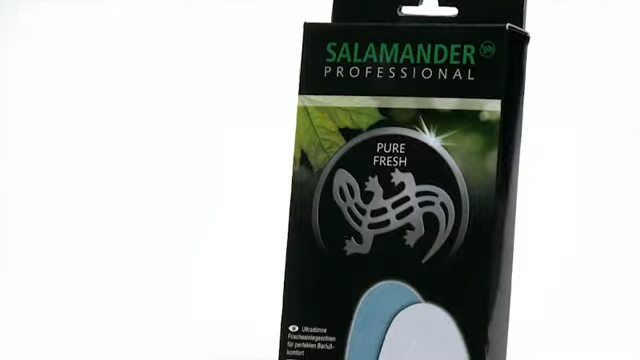 SALAMANDER
PROFESSIONAL
PURE
FRESH
Ultradünne
Frischeeinlegesohlen
für perfekten Barfuß-
komfort